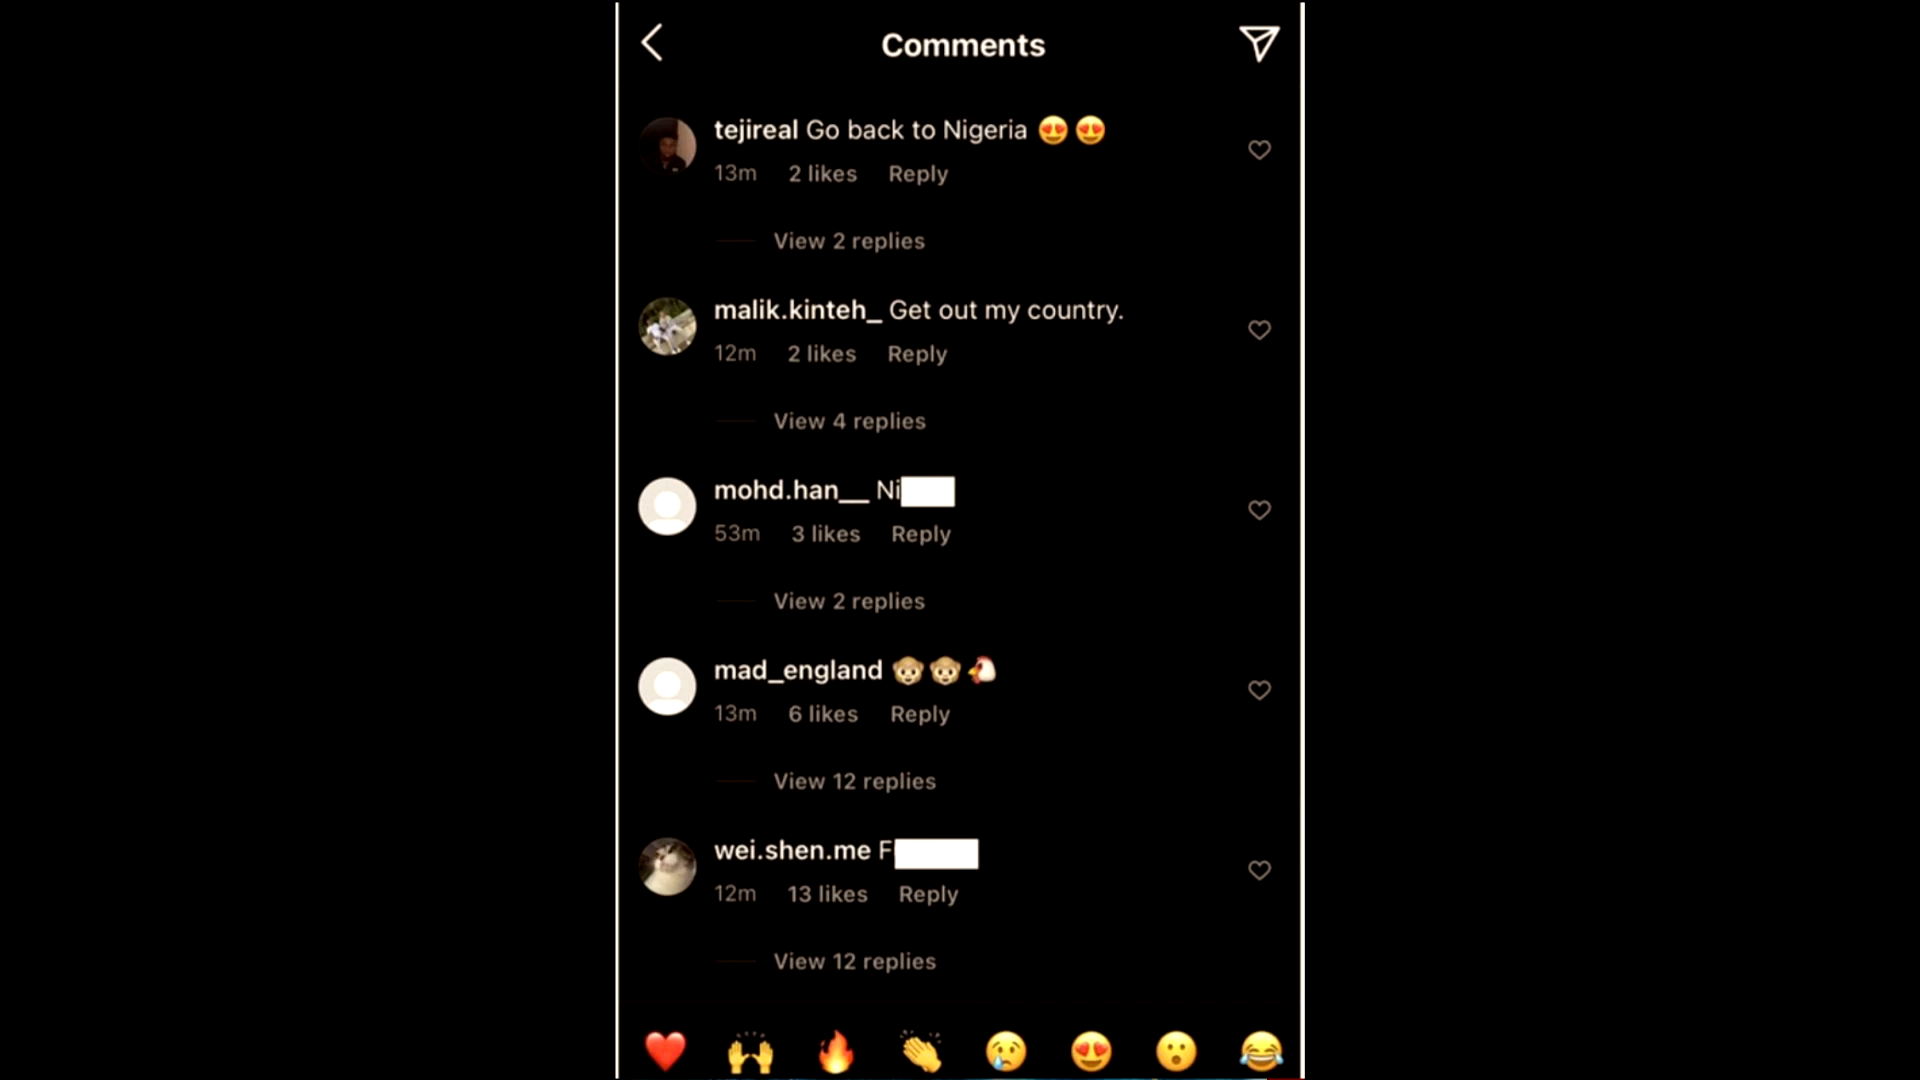 Comments
tejireal Go back to Nigeria 😍😍
13m 2 likes Reply
View 2 replies
malik.kinteh_ Get out my country.
12m 2 likes Reply
View 4 replies
mohd.han__ Ni
53m 3 likes Reply
View 2 replies
mad_england 🐵🐵🐔
13m 6 likes Reply
View 12 replies
wei.shen.me F
12m 13 likes Reply
View 12 replies